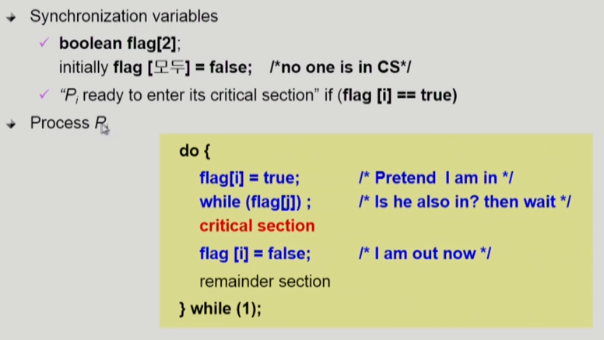 Synchronization variables
boolean flag[2];
initially flag [모두] = false; /*no one is in CS*/
"Pi ready to enter its critical section" if (flag [i] == true)
Process Pi
do {
flag[i] = true; /* Pretend I am in */
while (flag[j]) ; /* Is he also in? then wait */
critical section
flag [i] = false; /* I am out now */
remainder section
} while (1);